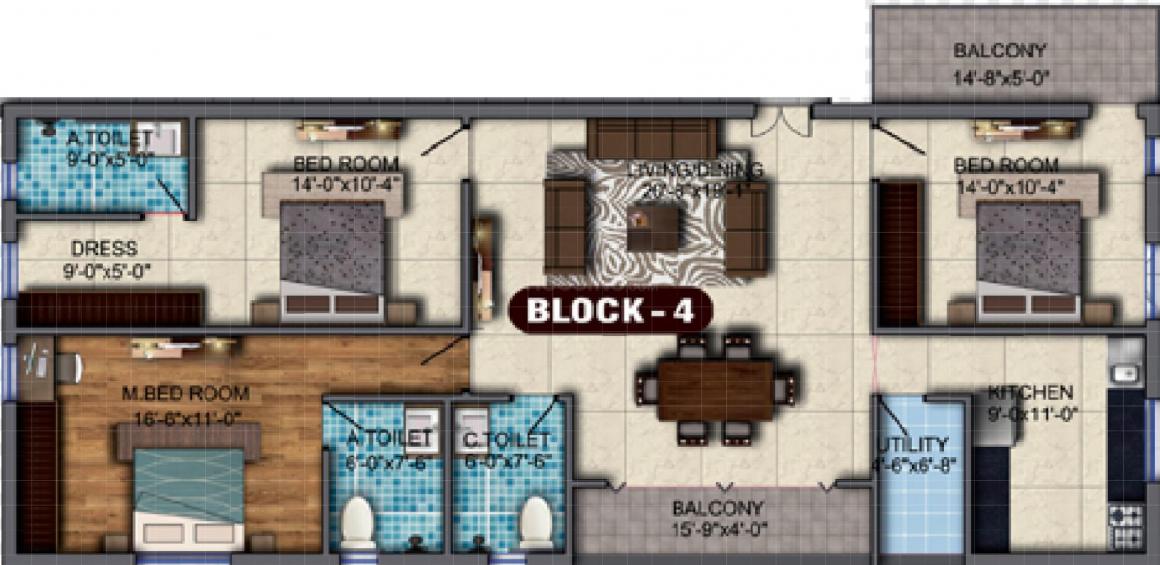 BALCONY
14'-8"x5'-0"
A.TOILET
9'-0"x5'-0"
BED ROOM
14'-0"x10'-4"
LIVING/DINING
BED ROOM
14'-0"x10'-4"
DRESS
9'-0"x5'-0"
BLOCK - 4
M.BED ROOM
16'-6"x11'-0"
A.TOILET
6'-0"x7'-6"
C.TOILET
6'-0"x7'-6"
UTILITY
4'-6"x6'-8"
KITCHEN
9'-0x11'-0"
BALCONY
15'-9"x4'-0"